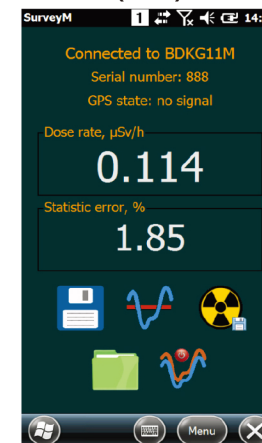 SurveyM 1 14:
Connected to BDKG11M
Serial number: 888
GPS state: no signal
Dose rate, µSv/h
0.114
Statistic error, %
1.85
Menu